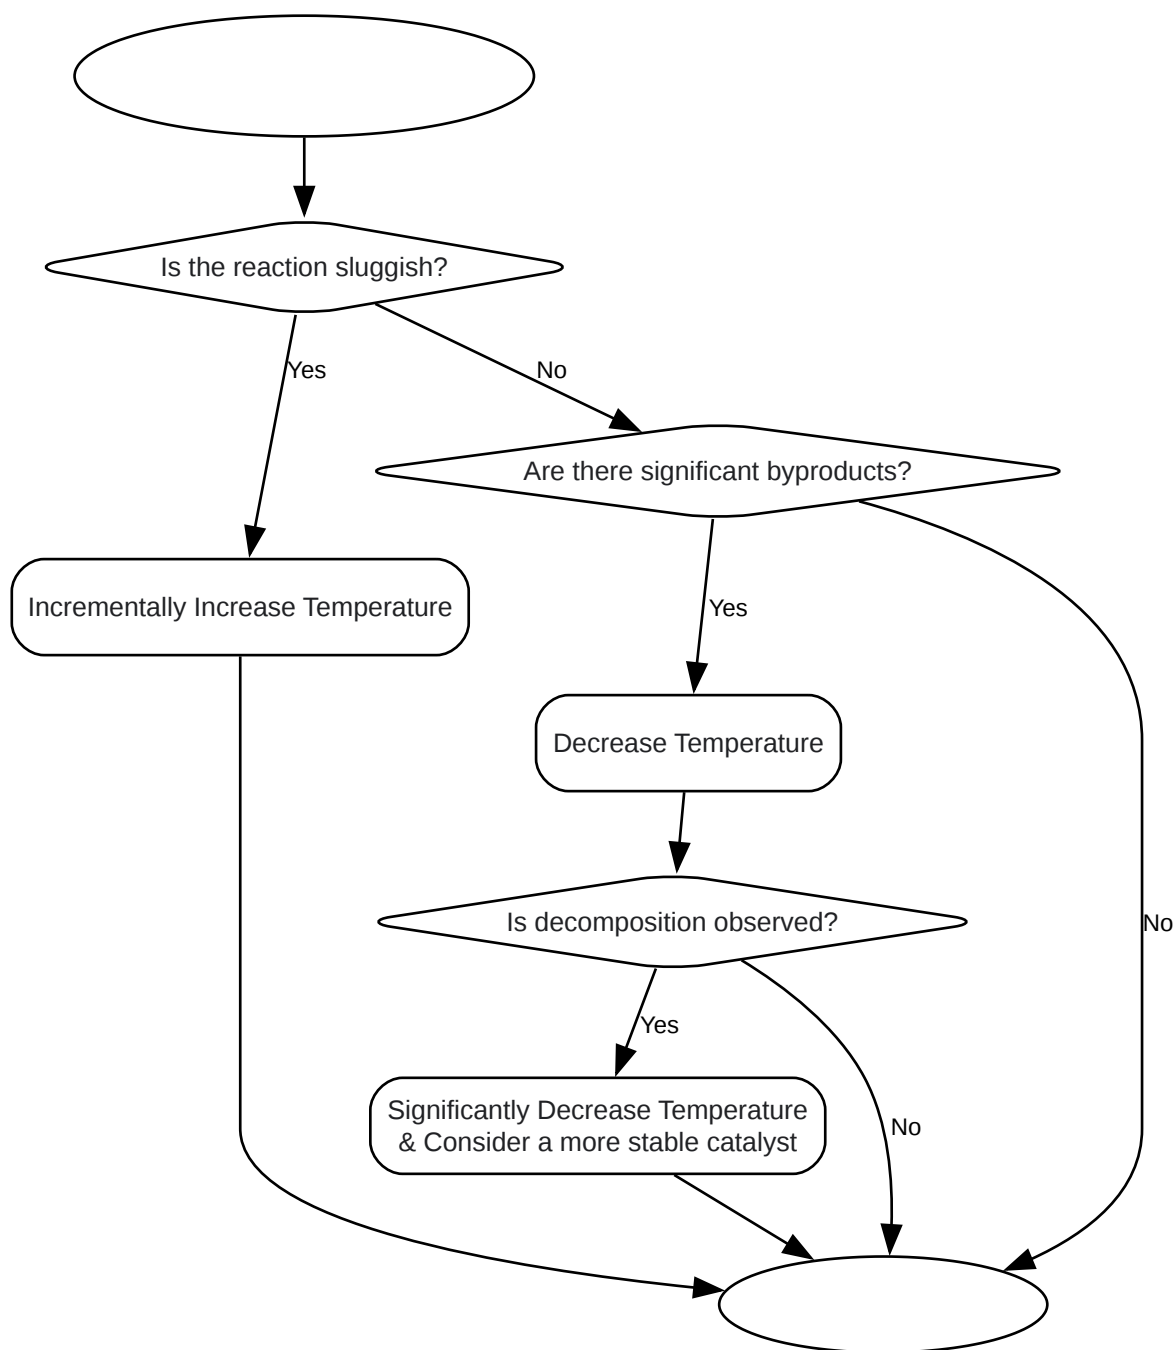 Is the reaction sluggish?
Yes
No
Are there significant byproducts?
Incrementally Increase Temperature
Yes
Decrease Temperature
Is decomposition observed?
No
Yes
Significantly Decrease Temperature
& Consider a more stable catalyst
No